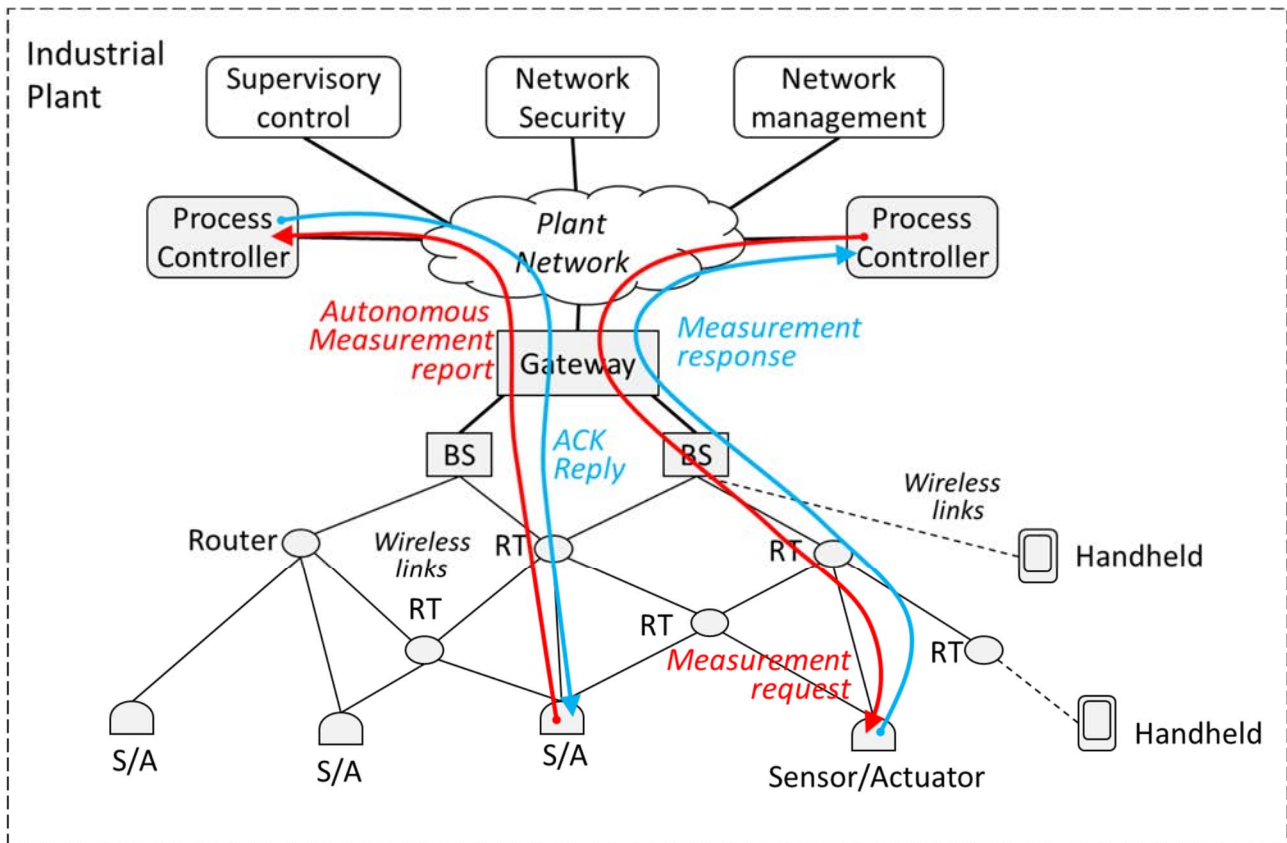 Industrial
Plant
Supervisory
control
Network
Security
Network
management
Process
Controller
Plant
Network
Process
Controller
Autonomous
Measurement
report
Gateway
Measurement
response
BS
ACK
Reply
BS
Wireless
links
Router
Wireless
links
RT
RT
Handheld
RT
RT
RT
Measurement
request
S/A
S/A
S/A
Sensor/Actuator
Handheld